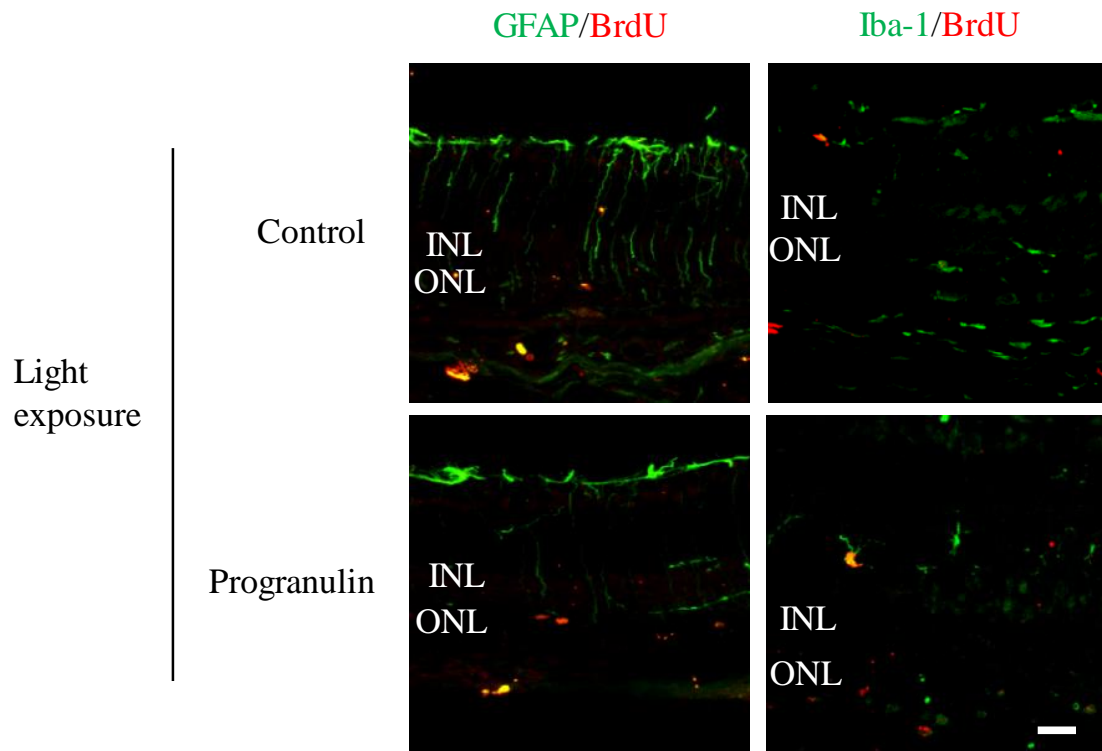 GFAP/BrdU
Iba-1/BrdU
Control
INL
ONL
INL
ONL
Light
exposure
Progranulin
INL
ONL
INL
ONL